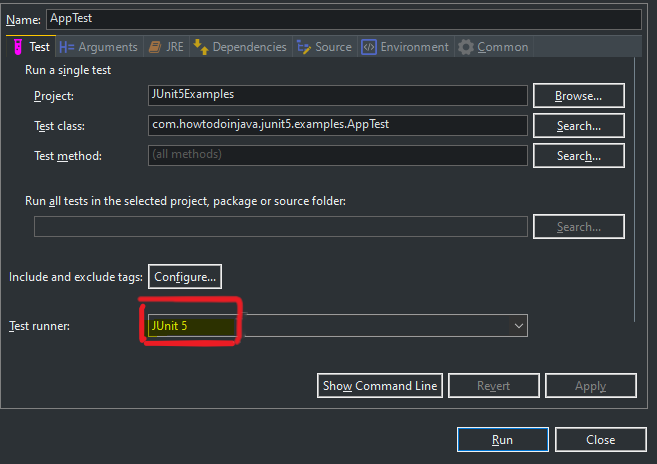 Name: AppTest
Test Arguments JRE Dependencies Source Environment Common
Run a single test
Project: JUnit5Examples Browse...
Test class: com.howtodoinjava.junit5.examples.AppTest Search...
Test method: (all methods) Search...
Run all tests in the selected project, package or source folder:
Search...
Include and exclude tags: Configure...
Test runner: JUnit 5
Show Command Line Revert Apply
Run Close